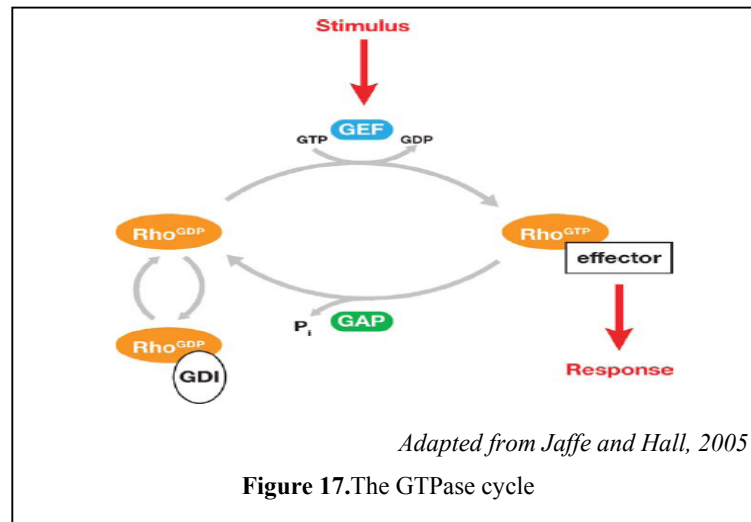 Stimulus
GTP GEF GDP
RhoGDP
RhoGTP
effector
Pi GAP
RhoGDP
GDI
Response
Adapted from Jaffe and Hall, 2005
Figure 17.The GTPase cycle